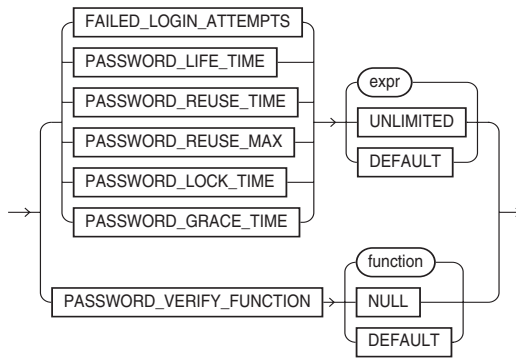 FAILED_LOGIN_ATTEMPTS
PASSWORD_LIFE_TIME
PASSWORD_REUSE_TIME
PASSWORD_REUSE_MAX
PASSWORD_LOCK_TIME
PASSWORD_GRACE_TIME
expr
UNLIMITED
DEFAULT
PASSWORD_VERIFY_FUNCTION
function
NULL
DEFAULT